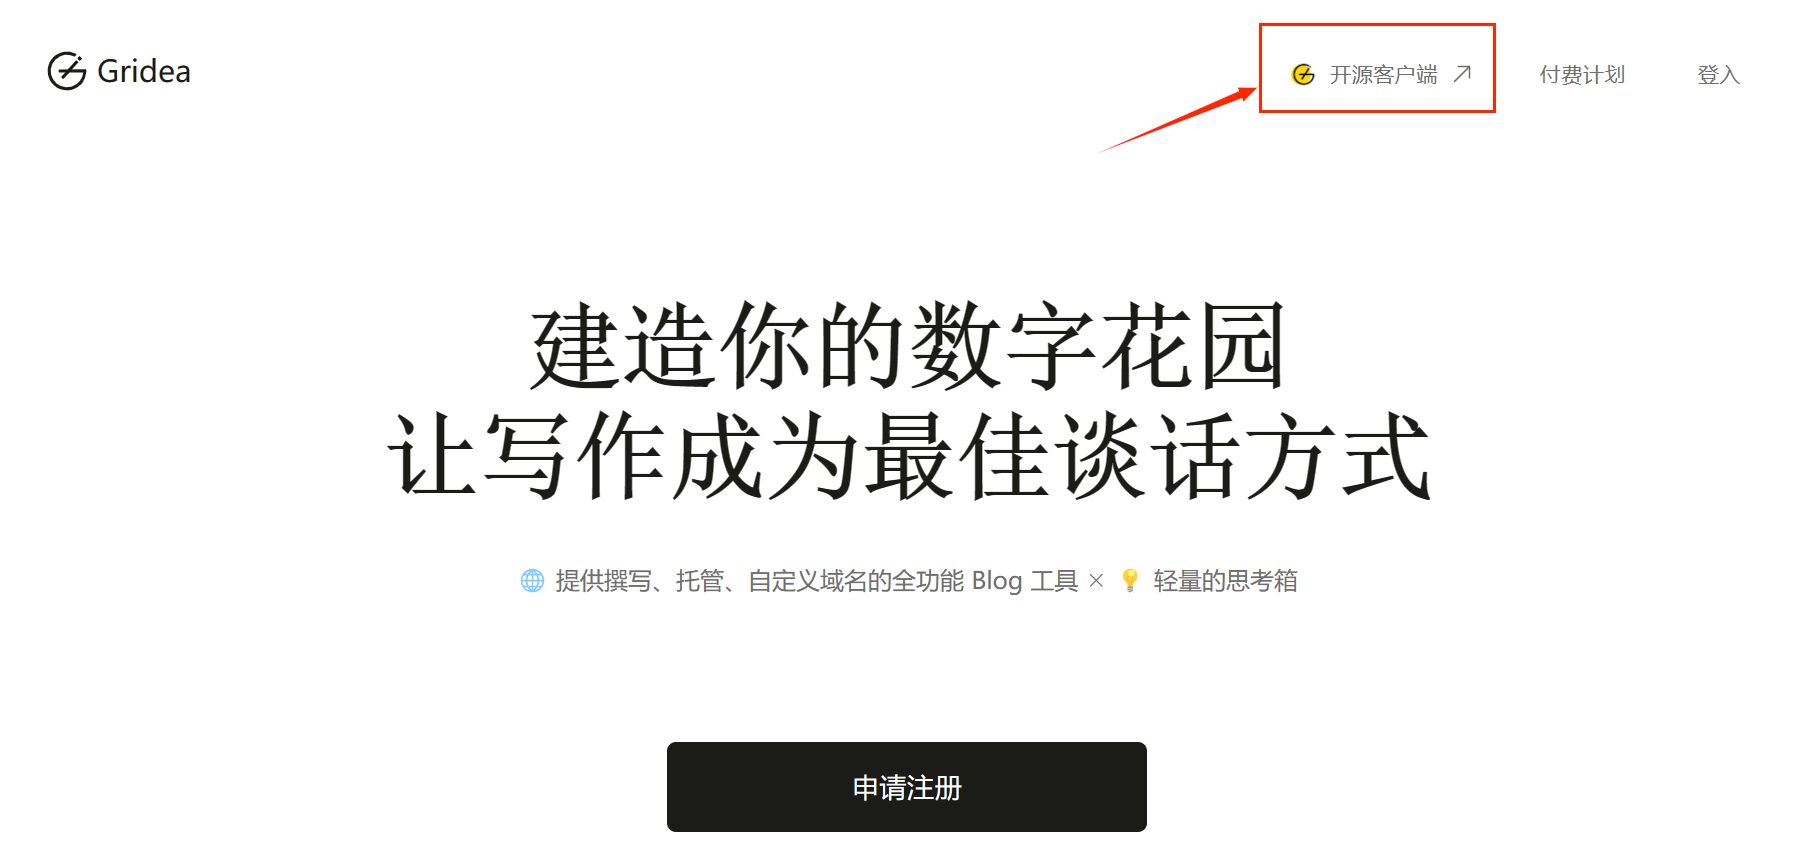 Gridea
开源客户端
付费计划
登入
建造你的数字花园
让写作成为最佳谈话方式
提供撰写、托管、自定义域名的全功能 Blog 工具 × 💡 轻量的思考箱
申请注册